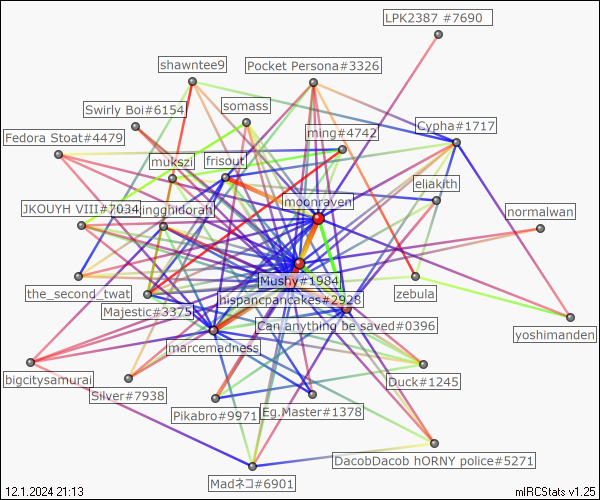 LPK2387 #7690
shawntee9
Pocket Persona#3326
Swirly Boi#6154
somass
ming#4742
Cypha#1717
Fedora Stoat#4479
mukszi
frisout
eliakith
moonraven
JKOUYH VIII#7034
ingghidorah
normalwan
Mushy#1984
the_second_twat
hispancpancakes#2928
zebula
Majestic#3375
Can anything be saved#0396
yoshimanden
marcemadness
bigcitysamurai
Silver#7938
Duck#1245
Pikabro#9971
Eg.Master#1378
DacobDacob hORNY police#5271
Madネコ#6901
12.1.2024 21:13
mIRCStats v1.25